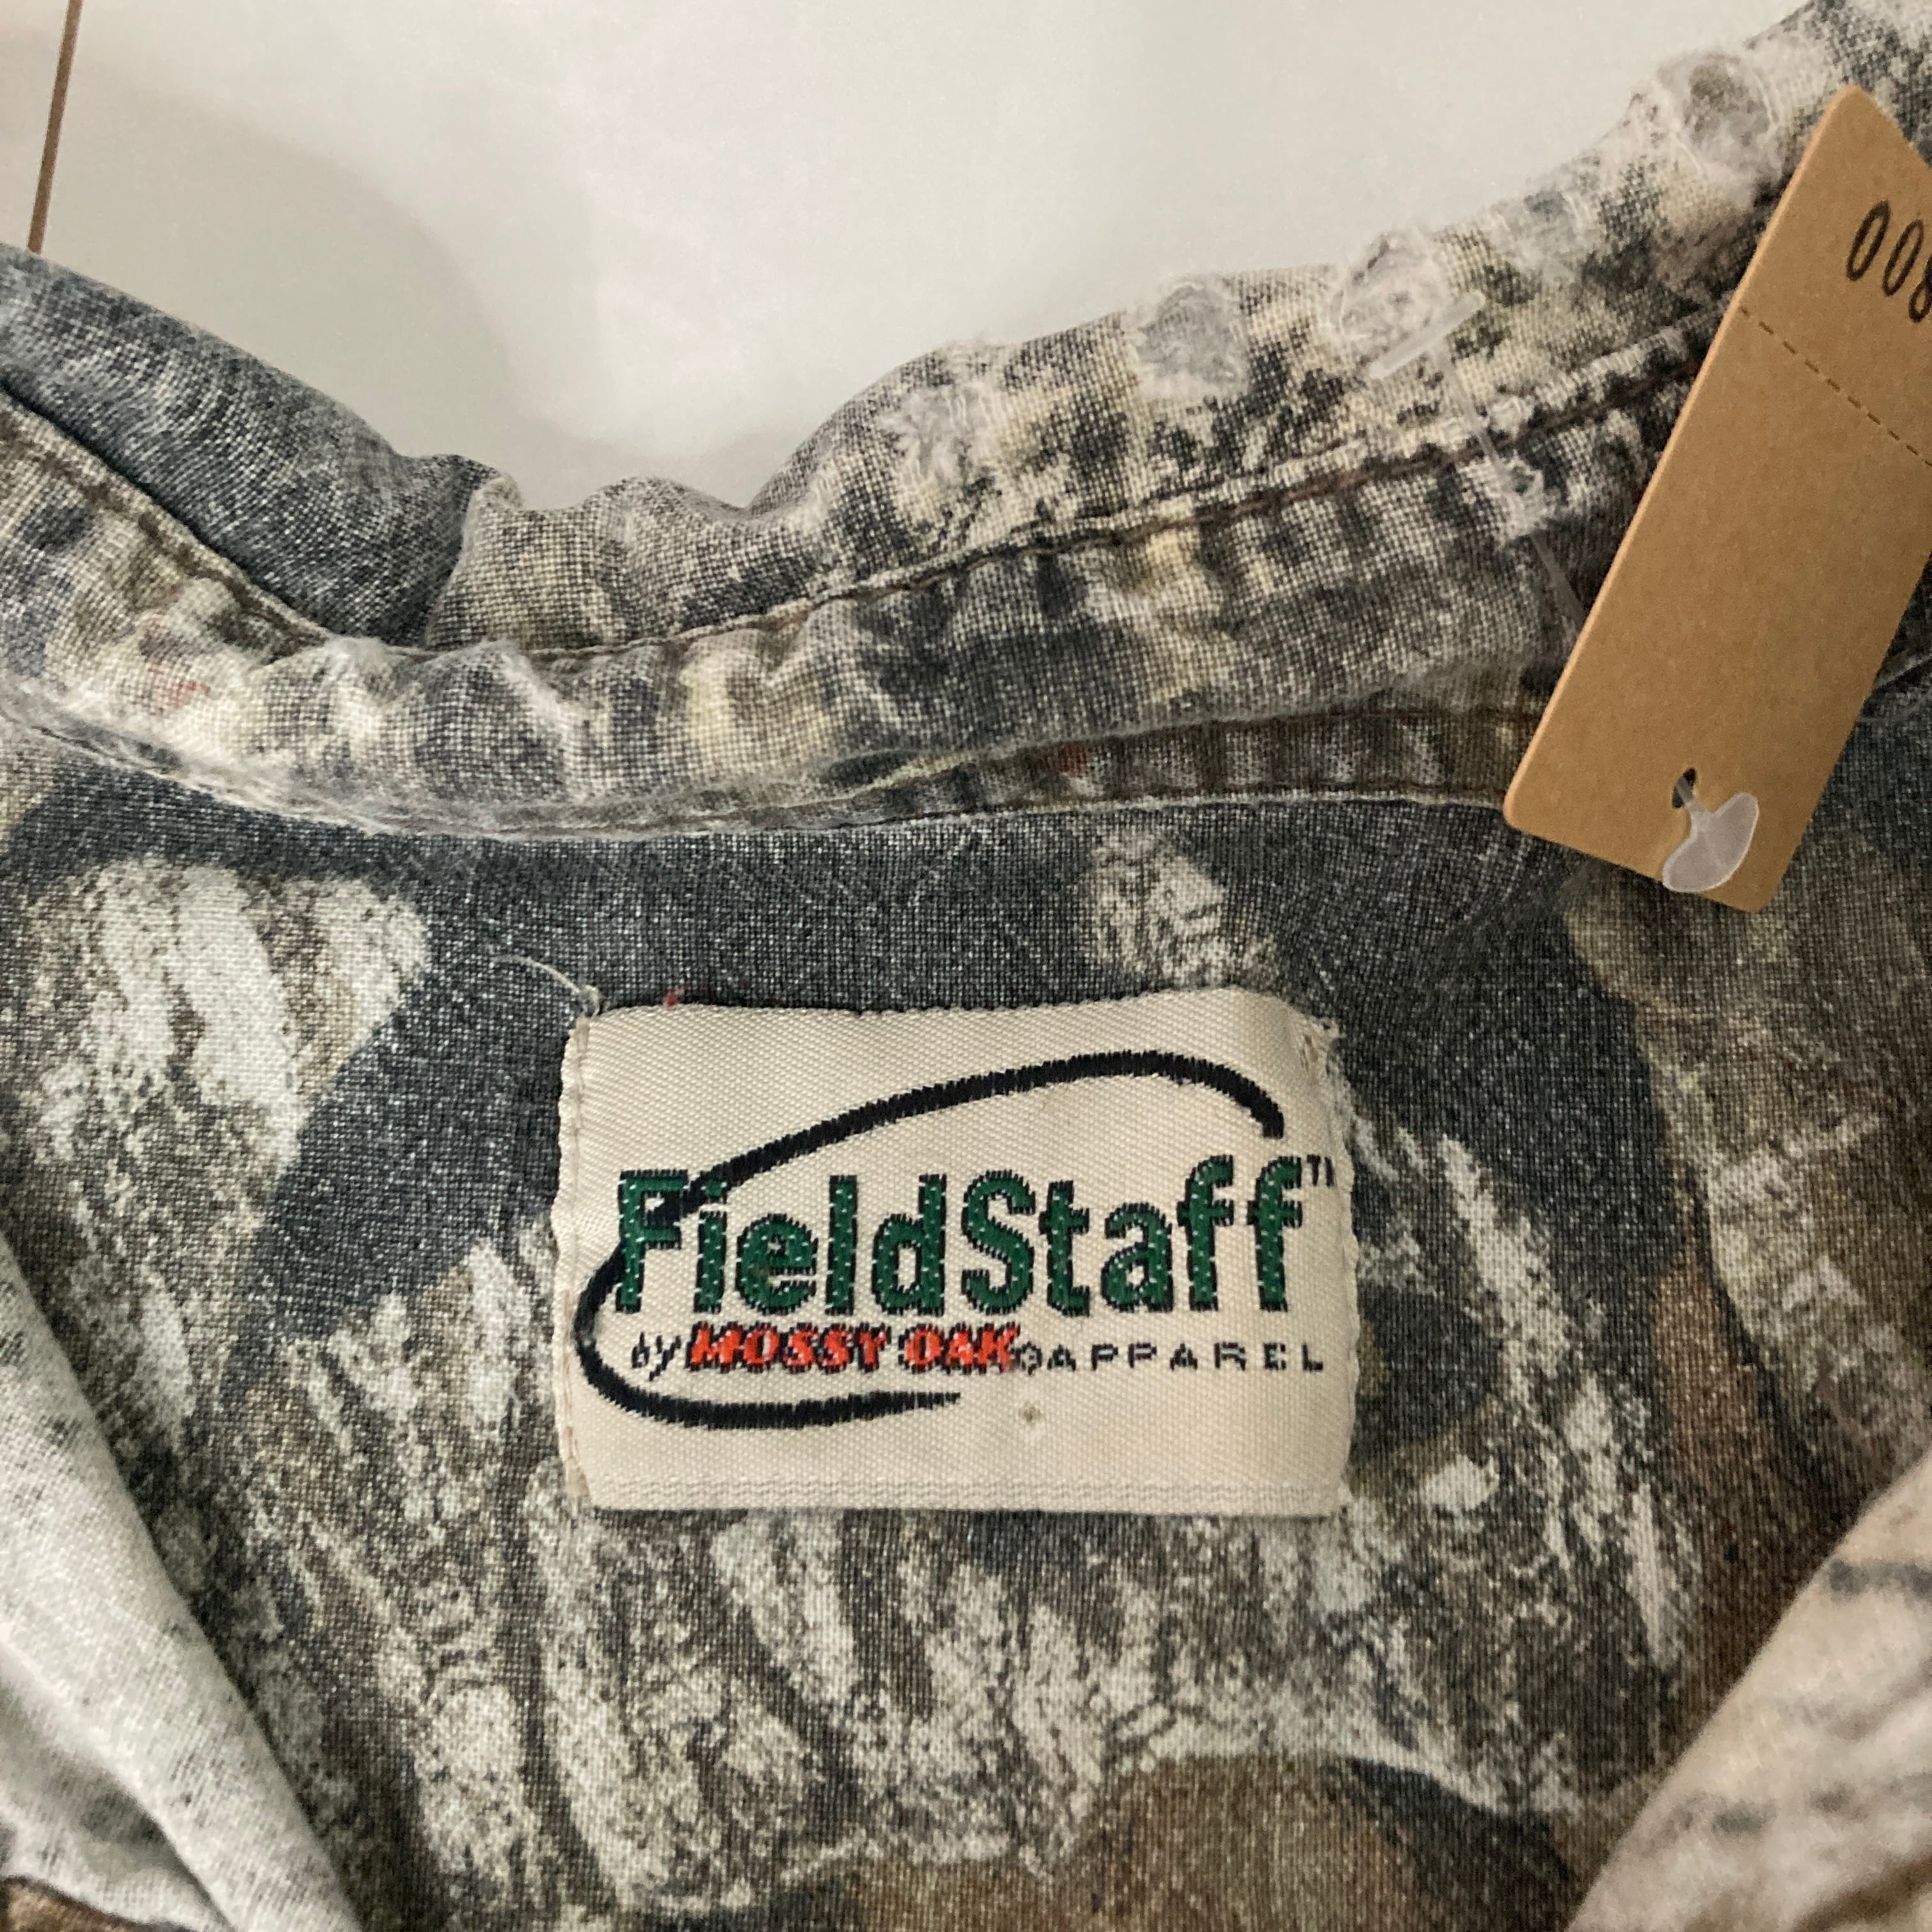 FieldStaff™
by MOSSY OAK® APPAREL